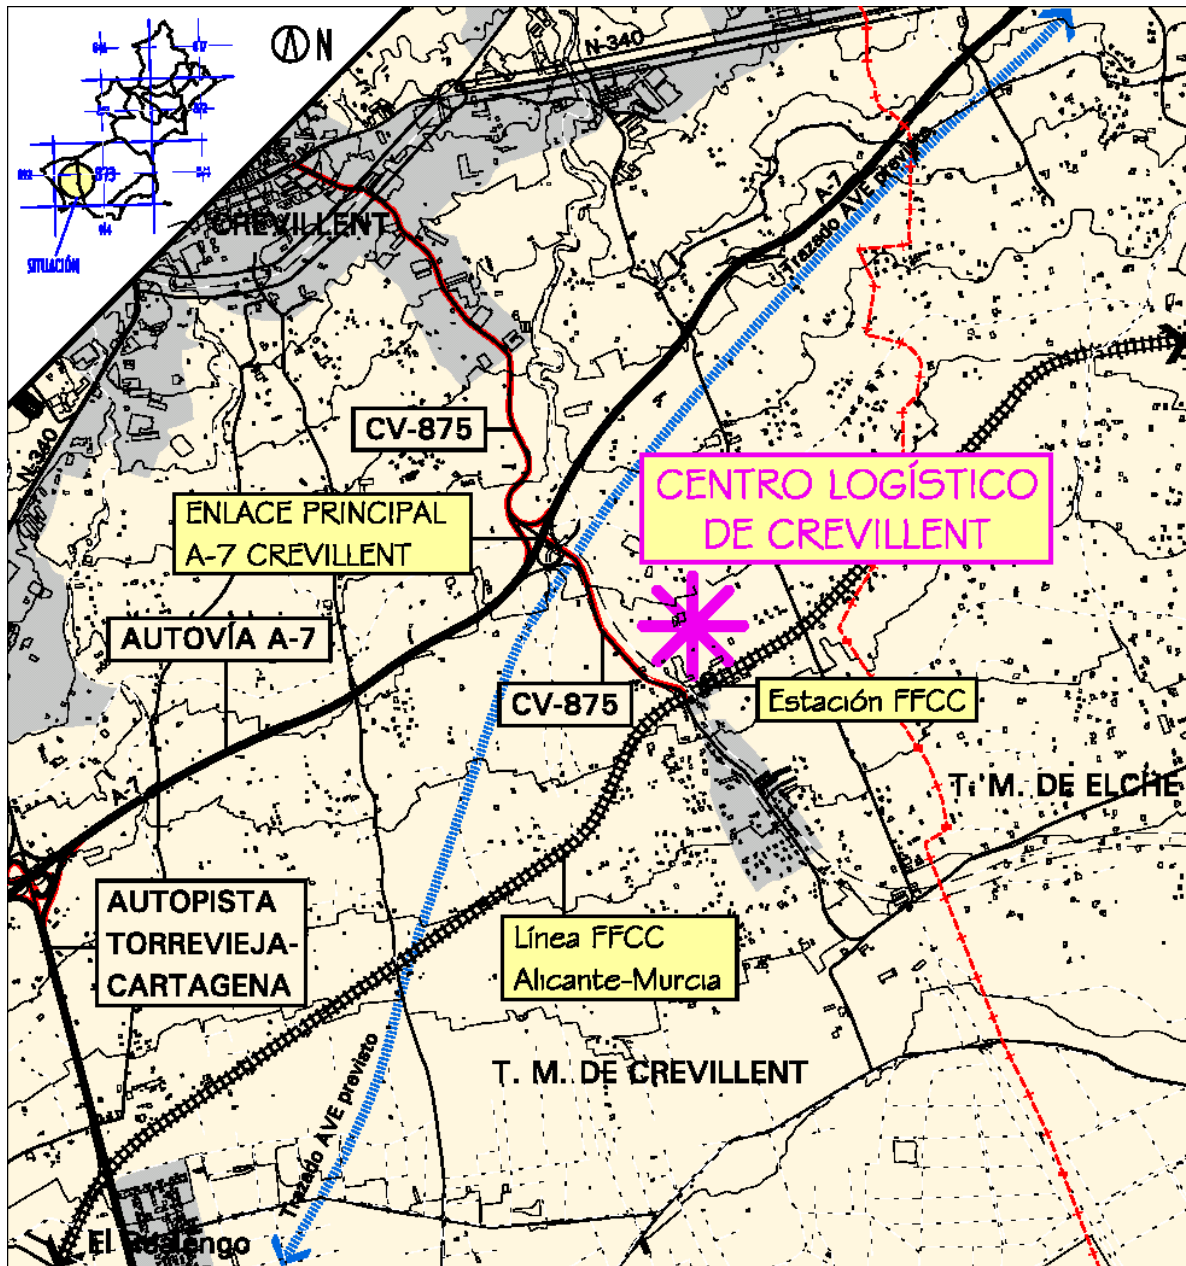 N
SITUACIÓN
873
N-340
CREVILLENT
A-7
Trazado AVE previsto
CV-875
N-340
CENTRO LOGÍSTICO
DE CREVILLENT
ENLACE PRINCIPAL
A-7 CREVILLENT
AUTOVÍA A-7
CV-875
Estación FFCC
A-7
T. M. DE ELCHE
AUTOPISTA
TORREVIEJA-
CARTAGENA
Línea FFCC
Alicante-Murcia
T. M. DE CREVILLENT
Trazado AVE previsto
El Realengo